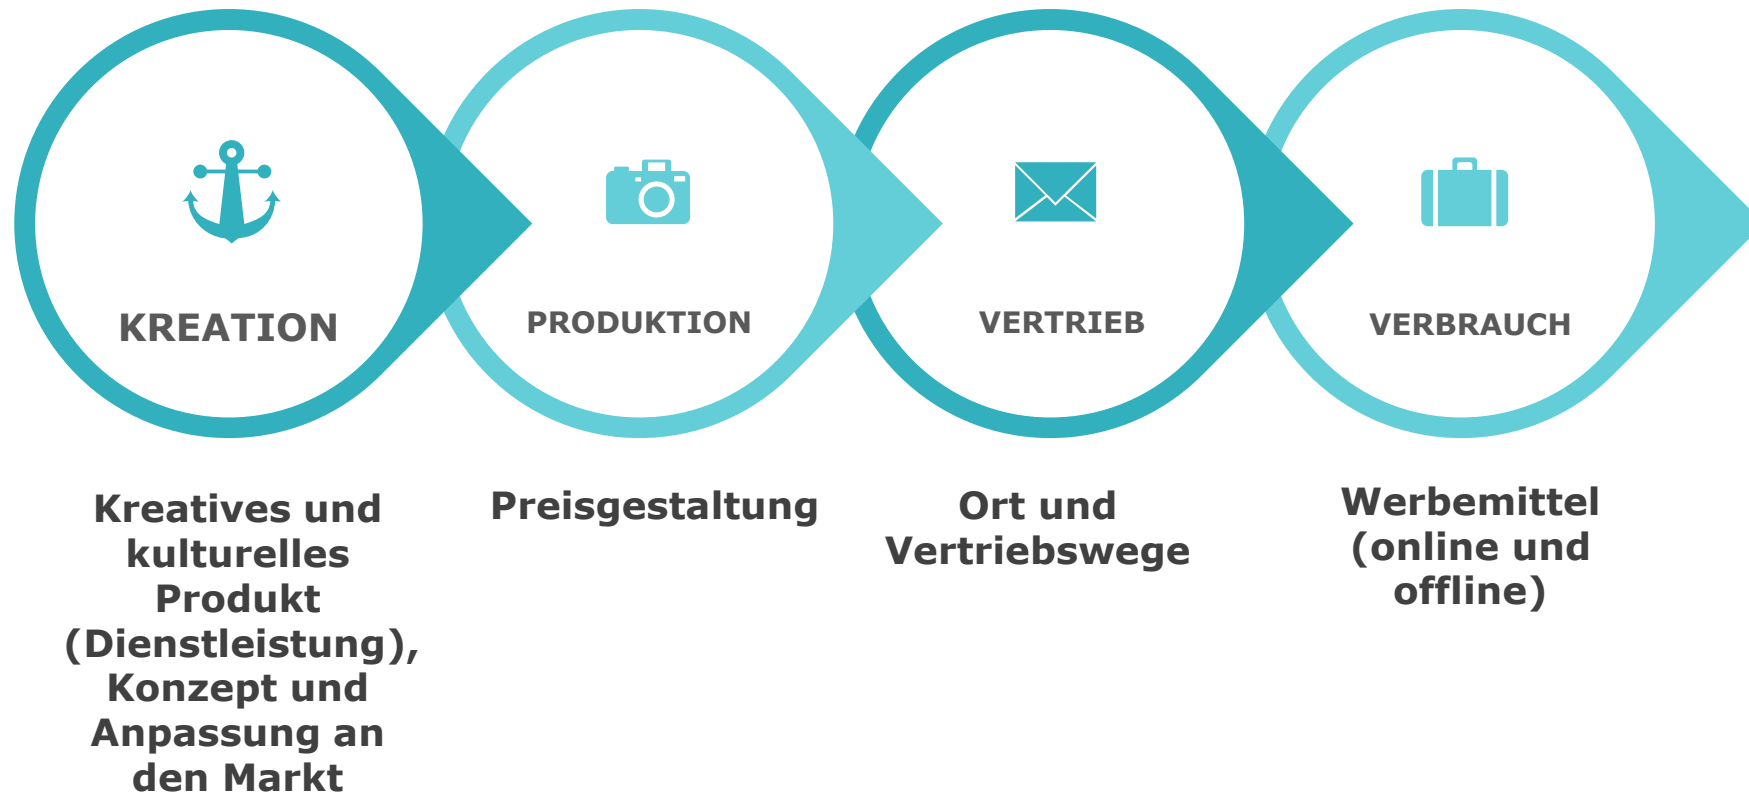 KREATION
PRODUKTION
VERTRIEB
VERBRAUCH
Kreatives und
kulturelles
Produkt
(Dienstleistung),
Konzept und
Anpassung an
den Markt
Preisgestaltung
Ort und
Vertriebswege
Werbemittel
(online und
offline)